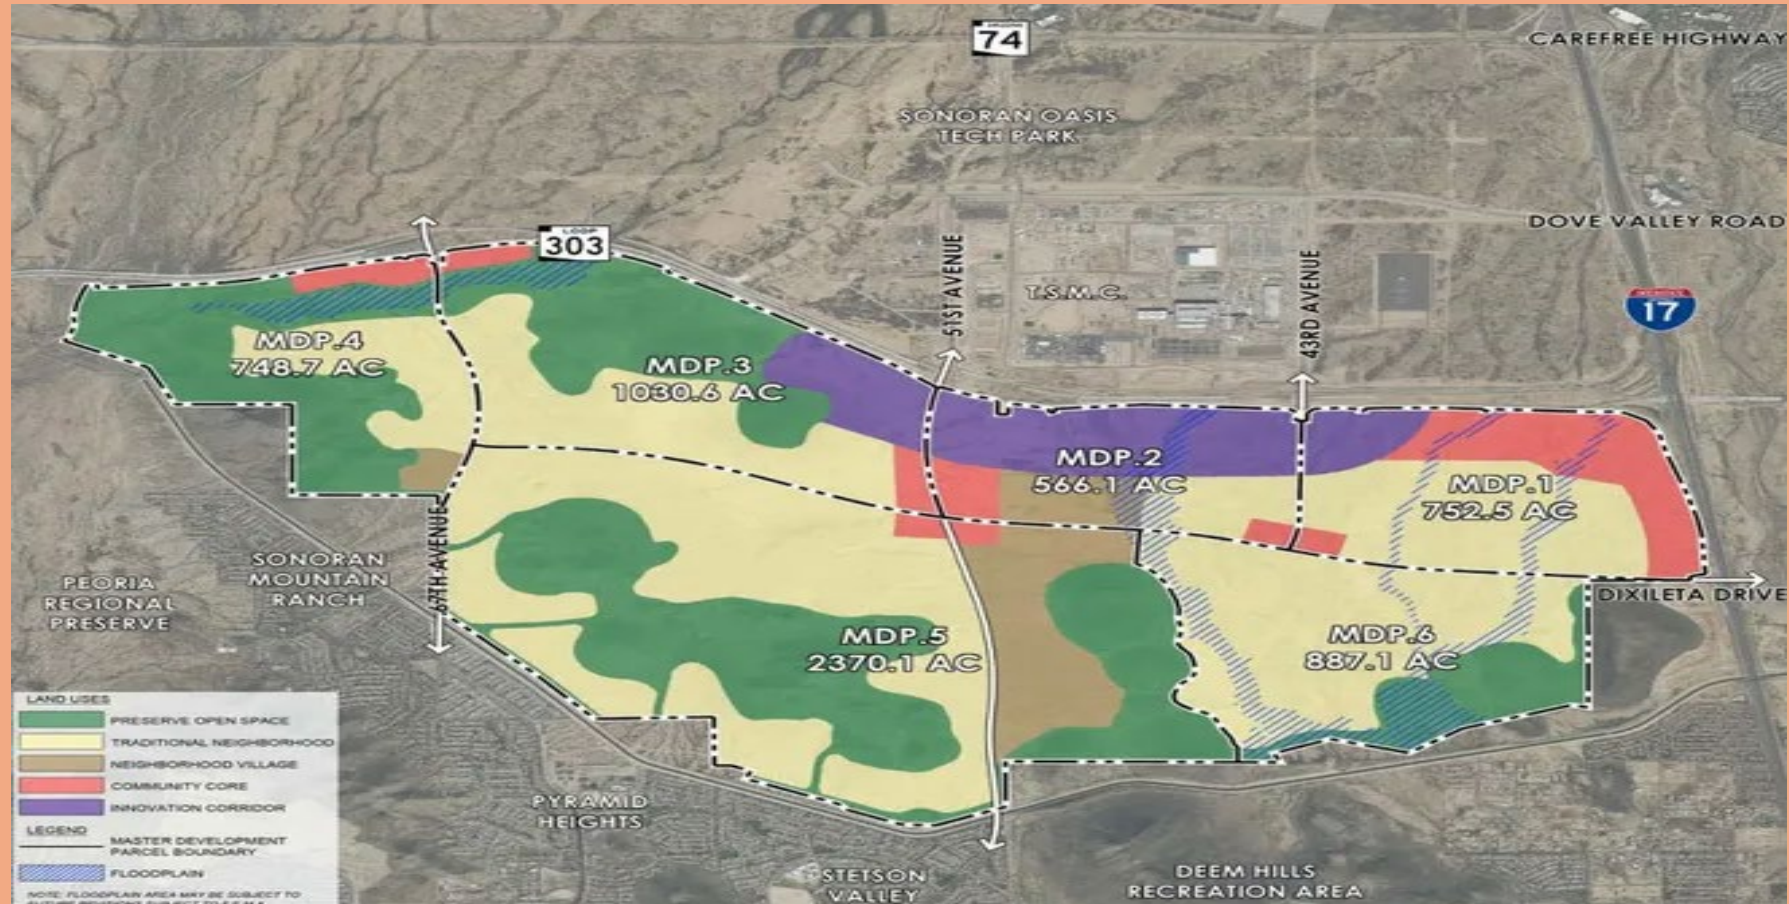 ARIZONA
74
CAREFREE HIGHWAY
SONORAN OASIS
TECH PARK
DOVE VALLEY ROAD
LOOP
303
51ST AVENUE
43RD AVENUE
T.S.M.C.
17
MDP.4
748.7 AC
MDP.3
1030.6 AC
MDP.2
566.1 AC
MDP.1
752.5 AC
67TH AVENUE
SONORAN
MOUNTAIN
RANCH
PEORIA
REGIONAL
PRESERVE
DIXILETA DRIVE
MDP.5
2370.1 AC
MDP.6
887.1 AC
LAND USES
PRESERVE OPEN SPACE
TRADITIONAL NEIGHBORHOOD
NEIGHBORHOOD VILLAGE
COMMUNITY CORE
INNOVATION CORRIDOR
LEGEND
MASTER DEVELOPMENT
PARCEL BOUNDARY
FLOODPLAIN
NOTE: FLOODPLAIN AREA MAY BE SUBJECT TO
PYRAMID
HEIGHTS
STETSON
VALLEY
DEEM HILLS
RECREATION AREA